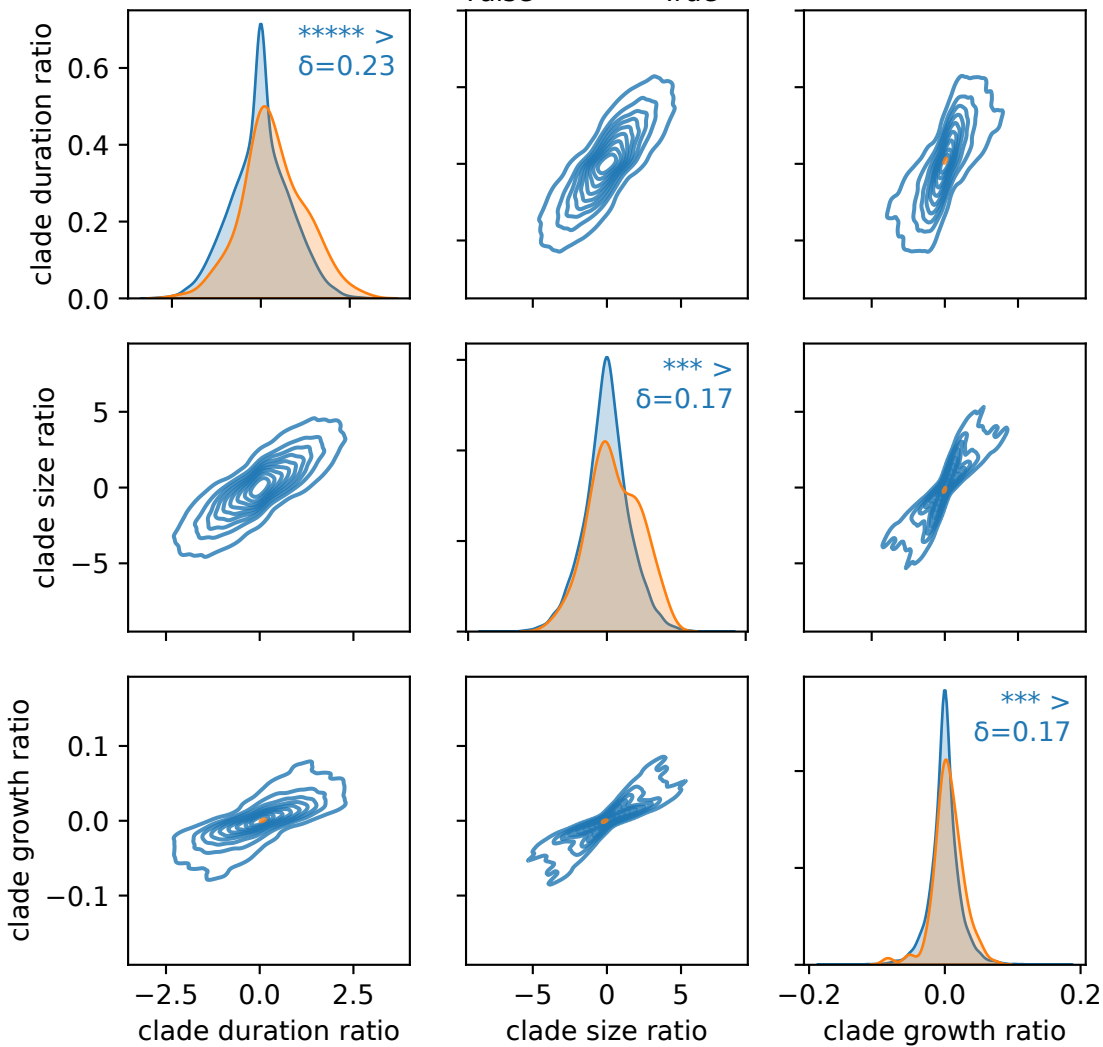 clade duration ratio
0.6
0.4
0.2
0.0
***** >
δ=0.23
clade size ratio
5
0
−5
*** >
δ=0.17
clade growth ratio
0.1
0.0
−0.1
*** >
δ=0.17
−2.5 0.0 2.5
clade duration ratio
−5 0 5
clade size ratio
−0.2 0.0 0.2
clade growth ratio